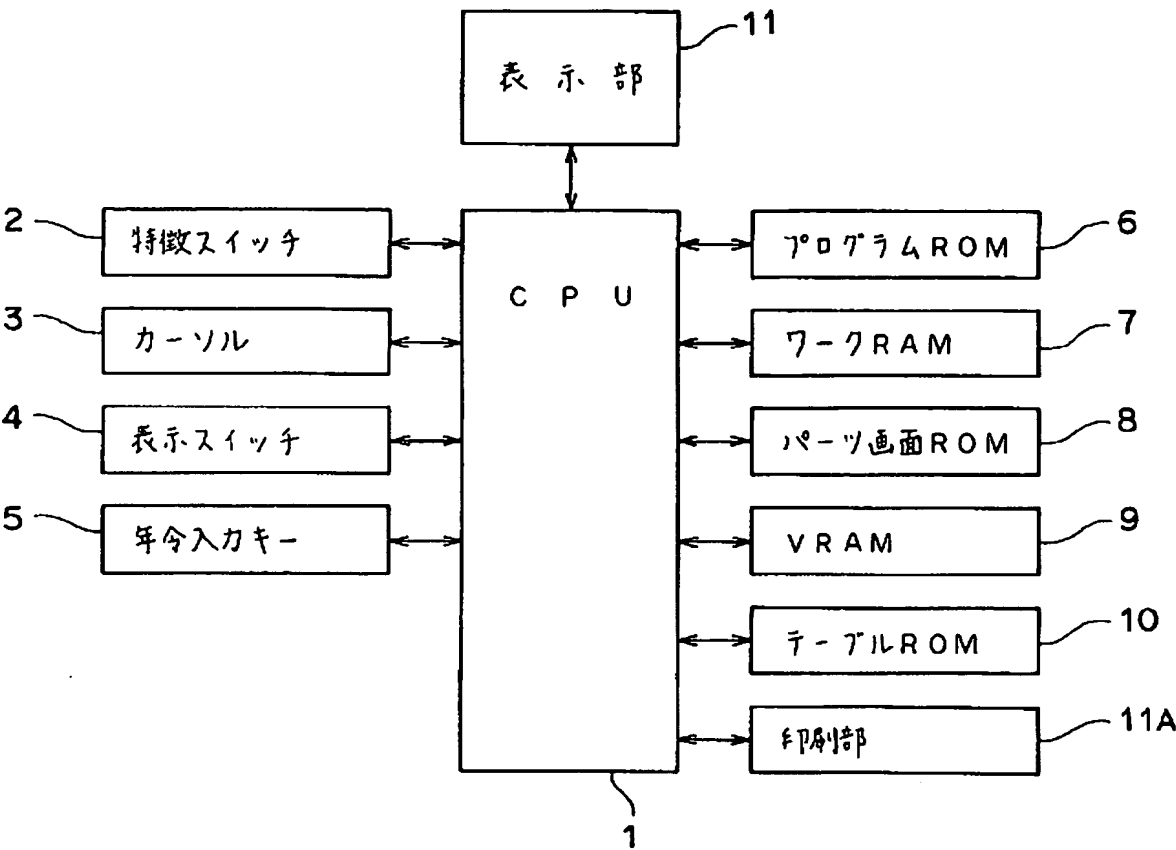 11
表示部
2
特徴スイッチ
3
カーソル
4
表示スイッチ
5
年令入力キー
CPU
1
6
プログラムROM
7
ワークRAM
8
パーツ画面ROM
9
VRAM
10
テーブルROM
11A
印刷部